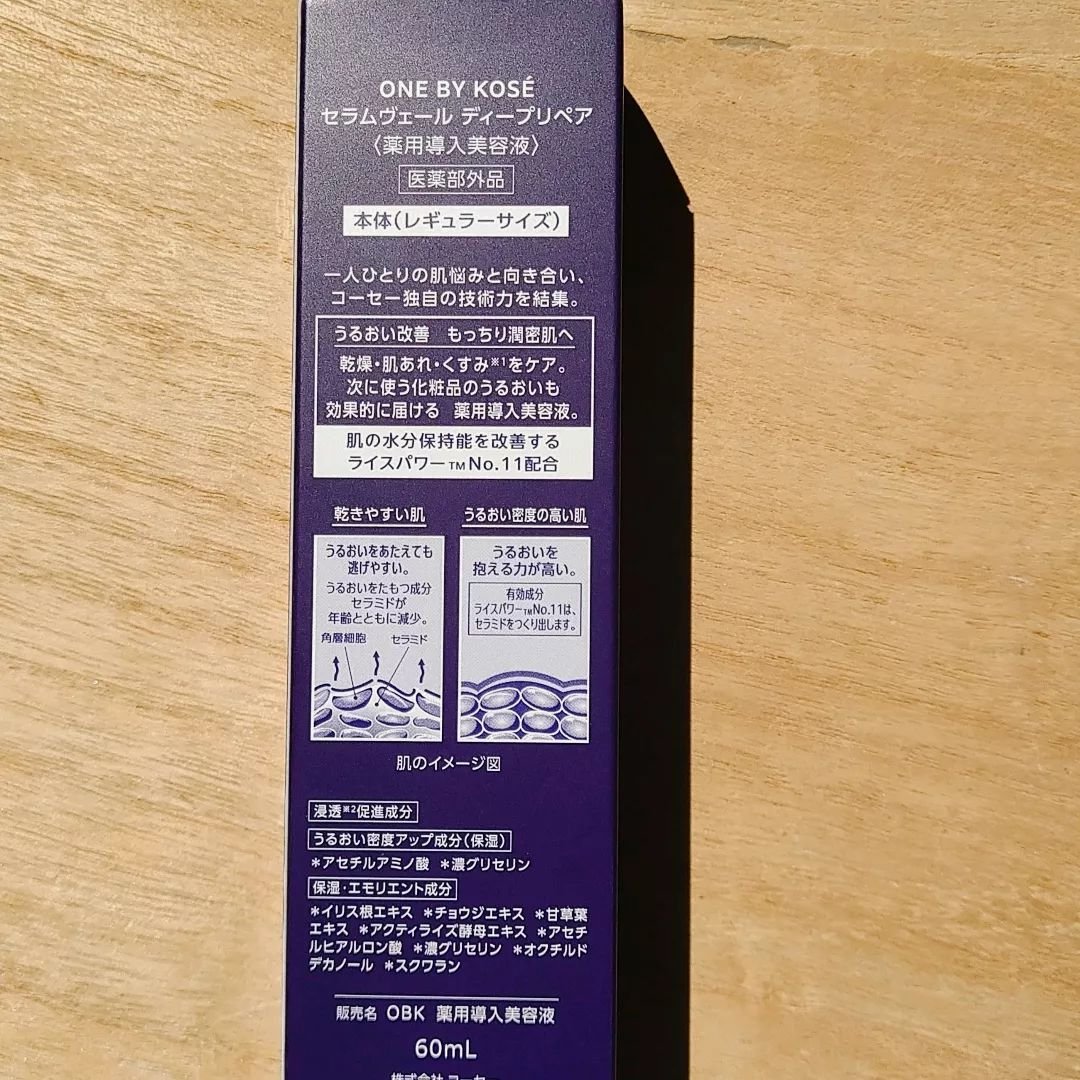 ONE BY KOSÉ
セラムヴェール ディープリペア
〈薬用導入美容液〉
医薬部外品
本体(レギュラーサイズ)
一人ひとりの肌悩みと向き合い、
コーセー独自の技術力を結集。
うるおい改善 もっちり潤密肌へ
乾燥・肌あれ・くすみ※1をケア。
次に使う化粧品のうるおいも
効果的に届ける 薬用導入美容液。
肌の水分保持能を改善する
ライスパワー™No.11配合
乾きやすい肌
うるおいをあたえても
逃げやすい。
うるおいをたもつ成分
セラミドが
年齢とともに減少。
角層細胞 セラミド
うるおい密度の高い肌
うるおいを
抱える力が高い。
有効成分
ライスパワー™No.11は、
セラミドをつくり出します。
肌のイメージ図
浸透※2促進成分
うるおい密度アップ成分(保湿)
*アセチルアミノ酸 *濃グリセリン
保湿・エモリエント成分
*イリス根エキス *チョウジエキス *甘草葉
エキス *アクティライズ酵母エキス *アセチ
ルヒアルロン酸 *濃グリセリン *オクチルド
デカノール *スクワラン
販売名 OBK 薬用導入美容液
60mL
株式会社 コーセー